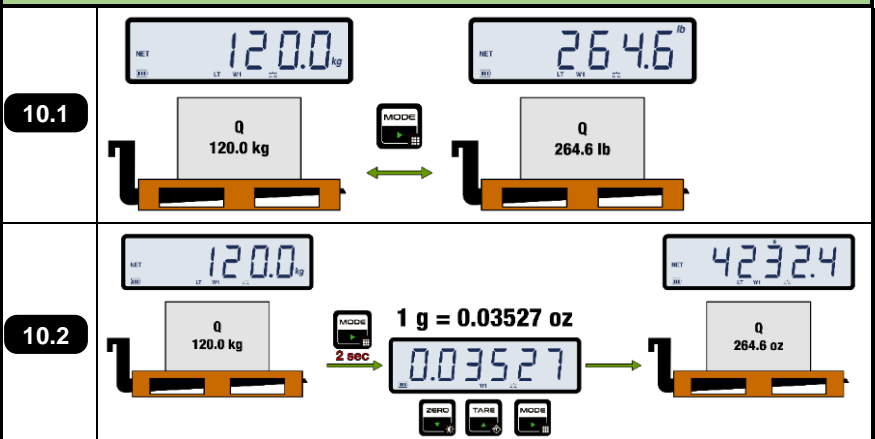 10.1
NET 120.0 kg
LT W1
NET 264.6 lb
LT W1
Q
120.0 kg
MODE
Q
264.6 lb
10.2
NET 120.0 kg
LT W1
NET 4232.4
LT W1
Q
120.0 kg
MODE
2 sec
1 g = 0.03527 oz
0.03527
W1
ZERO TARE MODE
Q
264.6 oz